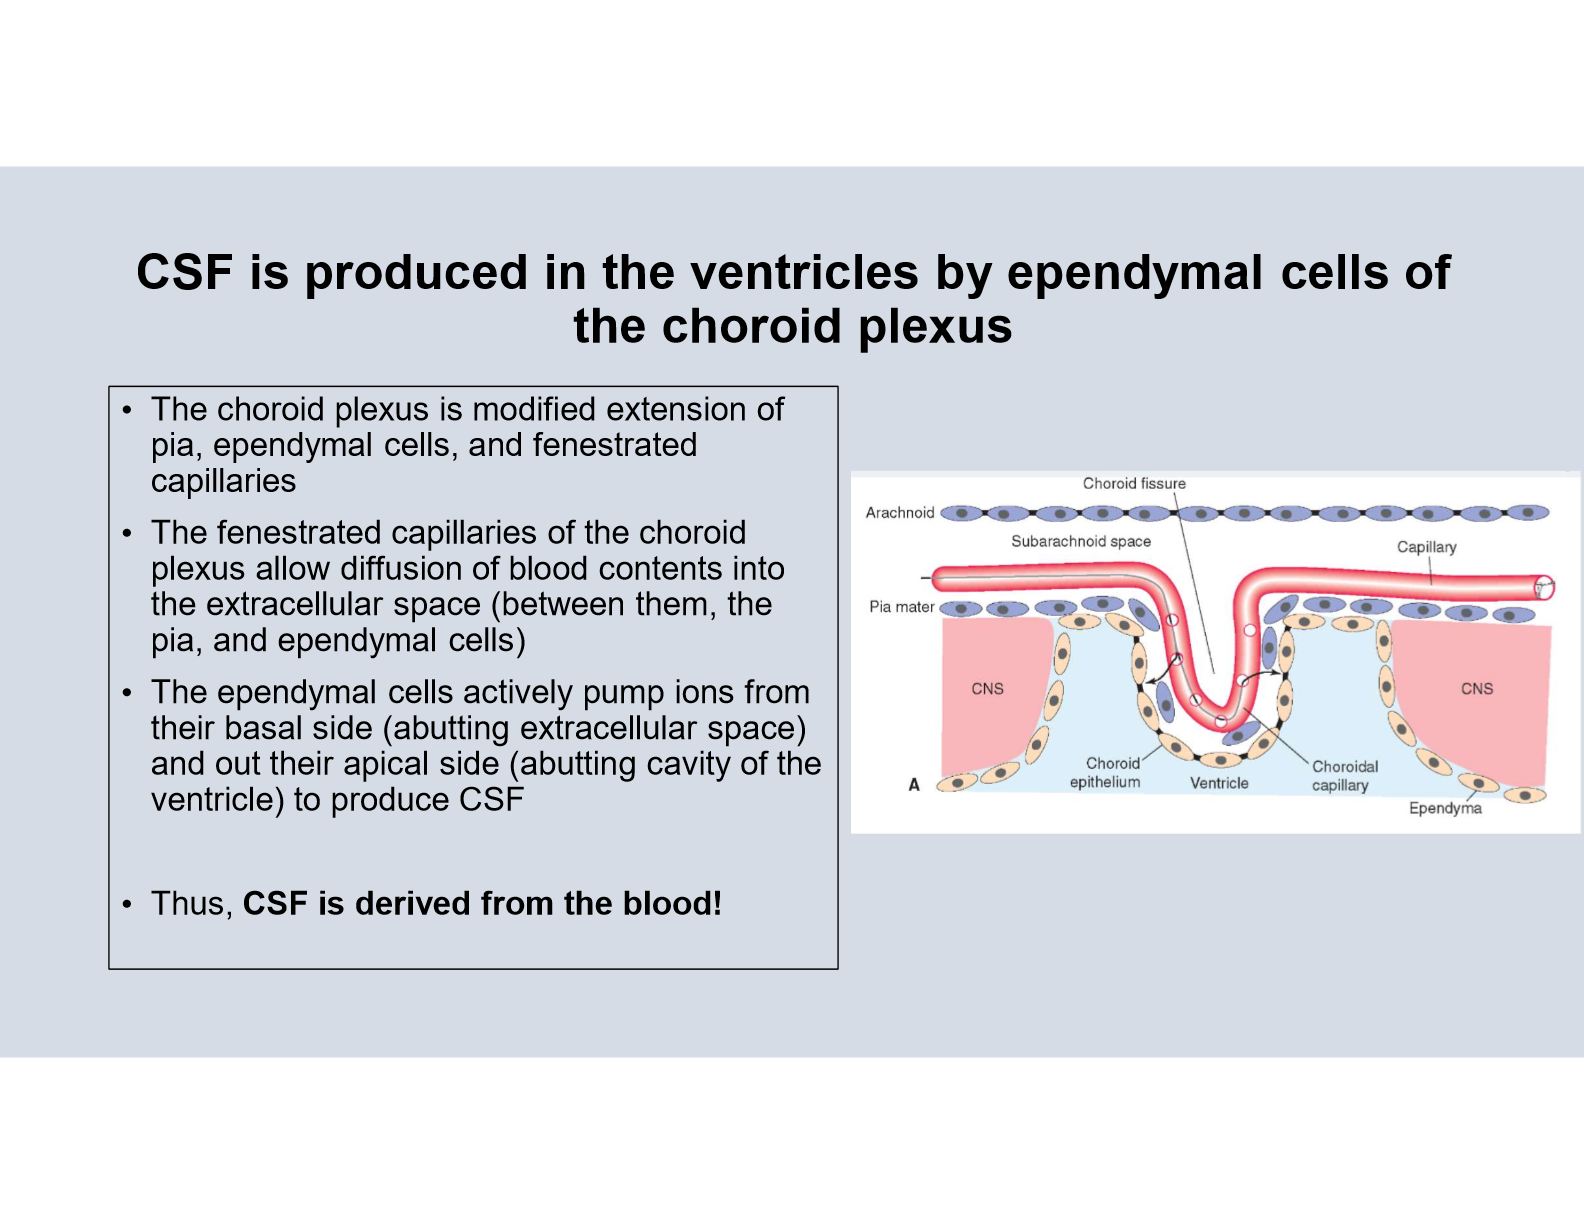 CSF is produced in the ventricles by ependymal cells of
the choroid plexus
• The choroid plexus is modified extension of
pia, ependymal cells, and fenestrated
capillaries
• The fenestrated capillaries of the choroid
plexus allow diffusion of blood contents into
the extracellular space (between them, the
pia, and ependymal cells)
• The ependymal cells actively pump ions from
their basal side (abutting extracellular space)
and out their apical side (abutting cavity of the
ventricle) to produce CSF
• Thus, CSF is derived from the blood!
Choroid fissure
Arachnoid
Subarachnoid space
Capillary
Pia mater
CNS
CNS
Choroid
epithelium
Ventricle
Choroidal
capillary
A
Ependyma